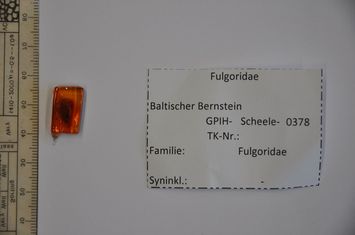 Fulgoridae
Baltischer Bernstein
GPIH- Scheele- 0378
TK-Nr.:
Familie: Fulgoridae
Syninkl.: -